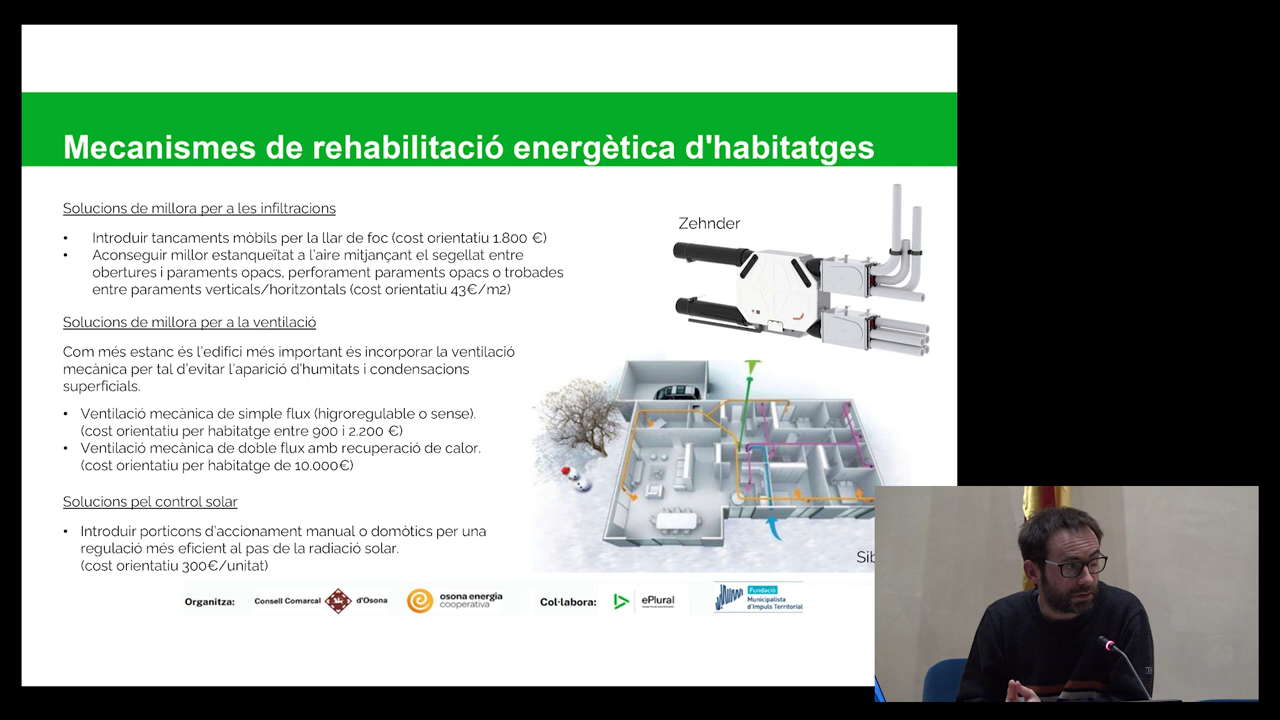 Mecanismes de rehabilitació energètica d'habitatges
Solucions de millora per a les infiltracions
• Introduir tancaments mòbils per la llar de foc (cost orientatiu 1.800 €)
• Aconseguir millor estanqueïtat a l'aire mitjançant el segellat entre
obertures i paraments opacs, perforament paraments opacs o trobades
entre paraments verticals/horitzontals (cost orientatiu 43€/m2)
Solucions de millora per a la ventilació
Com més estanc és l'edifici més important és incorporar la ventilació
mecànica per tal d'evitar l'aparició d'humitats i condensacions
superficials.
• Ventilació mecànica de simple flux (higroregulable o sense).
(cost orientatiu per habitatge entre 900 i 2.200 €)
• Ventilació mecànica de doble flux amb recuperació de calor.
(cost orientatiu per habitatge de 10.000€)
Solucions pel control solar
• Introduir porticons d'accionament manual o domòtics per una
regulació més eficient al pas de la radiació solar.
(cost orientatiu 300€/unitat)
Zehnder
Organitza:
Consell Comarcal d'Osona
osona energia
cooperativa
Col·labora:
ePlural
Fundació
Municipalista
d'Impuls Territorial